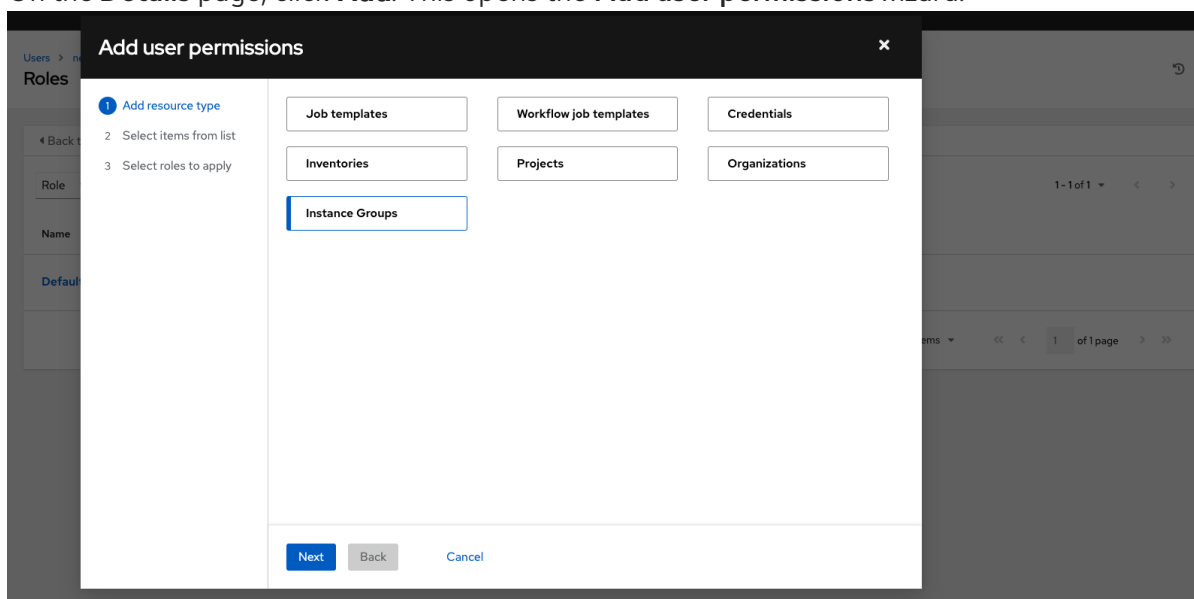 On the Details page, click Add. This opens the Add user permissions wizard.
Add user permissions
Users > n
Roles
1 Add resource type
2 Select items from list
3 Select roles to apply
Job templates Workflow job templates Credentials
Inventories Projects Organizations
Instance Groups
Back t
Role
1 - 1 of 1
Name
Defaul
ems
1 of 1 page
Next Back Cancel